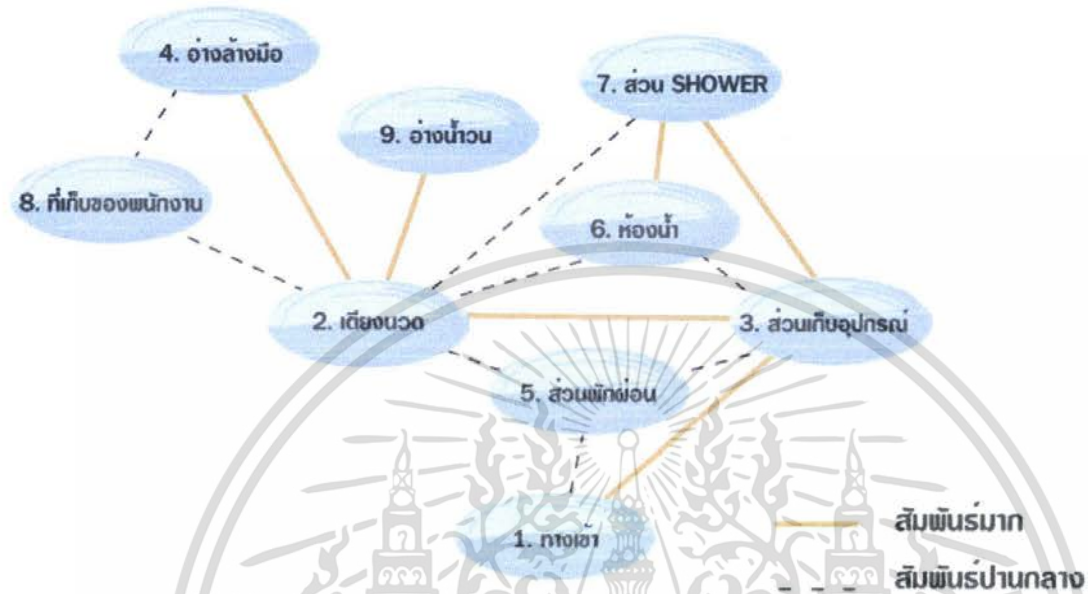 4. อ่างล้างมือ
7. ส่วน SHOWER
9. อ่างน้ำวน
8. ที่เก็บของพนักงาน
6. ห้องน้ำ
2. เตียงนวด
3. ส่วนเก็บอุปกรณ์
5. ส่วนพักผ่อน
1. ทางเข้า
สัมพันธ์มาก
สัมพันธ์ปานกลาง